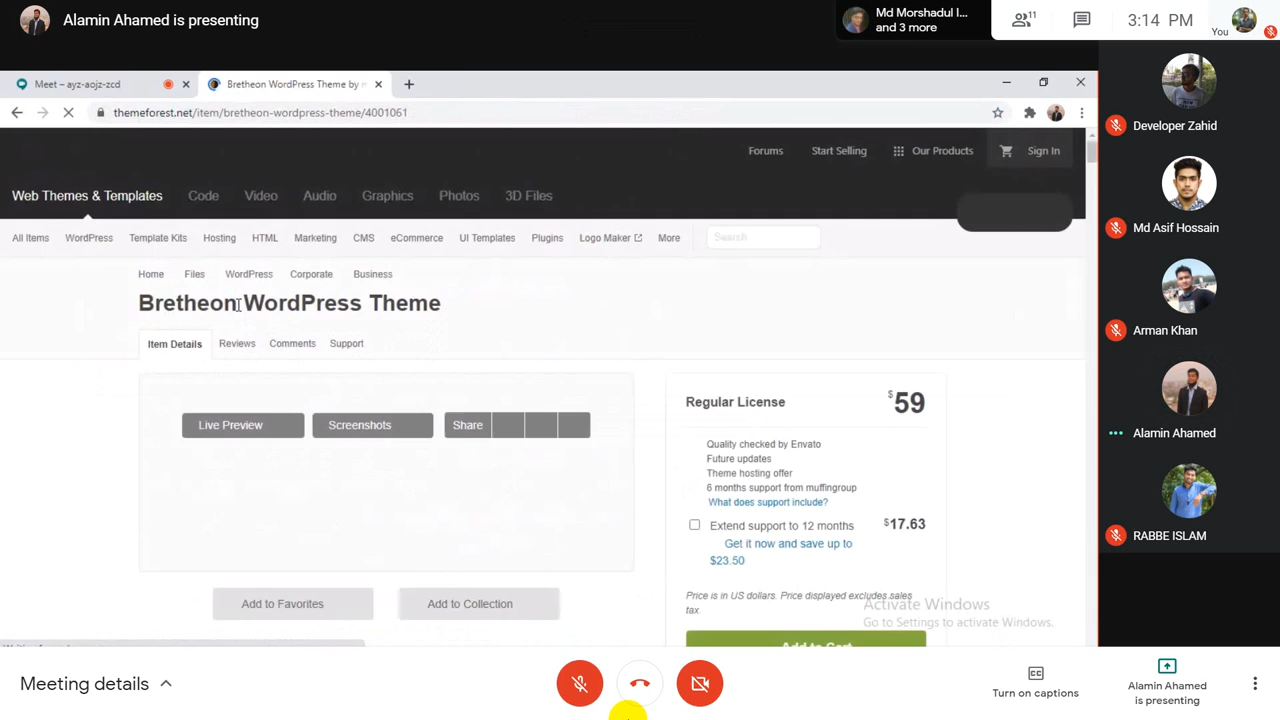 Alamin Ahamed is presenting
Md Morshadul I...
and 3 more
11
3:14 PM
You
Meet – ayz-aojz-zcd
Bretheon WordPress Theme by m
themeforest.net/item/bretheon-wordpress-theme/4001061
Forums Start Selling Our Products Sign In
Web Themes & Templates Code Video Audio Graphics Photos 3D Files
All Items WordPress Template Kits Hosting HTML Marketing CMS eCommerce UI Templates Plugins Logo Maker More Search
Home Files WordPress Corporate Business
Bretheon WordPress Theme
Item Details Reviews Comments Support
Live Preview Screenshots Share
Regular License $59
Quality checked by Envato
Future updates
Theme hosting offer
6 months support from muffingroup
What does support include?
Extend support to 12 months $17.63
Get it now and save up to
$23.50
Price is in US dollars. Price displayed excludes sales
tax.
Add to Cart
Add to Favorites Add to Collection
Activate Windows
Go to Settings to activate Windows.
Developer Zahid
Md Asif Hossain
Arman Khan
Alamin Ahamed
RABBE ISLAM
Meeting details
CC
Turn on captions
Alamin Ahamed
is presenting